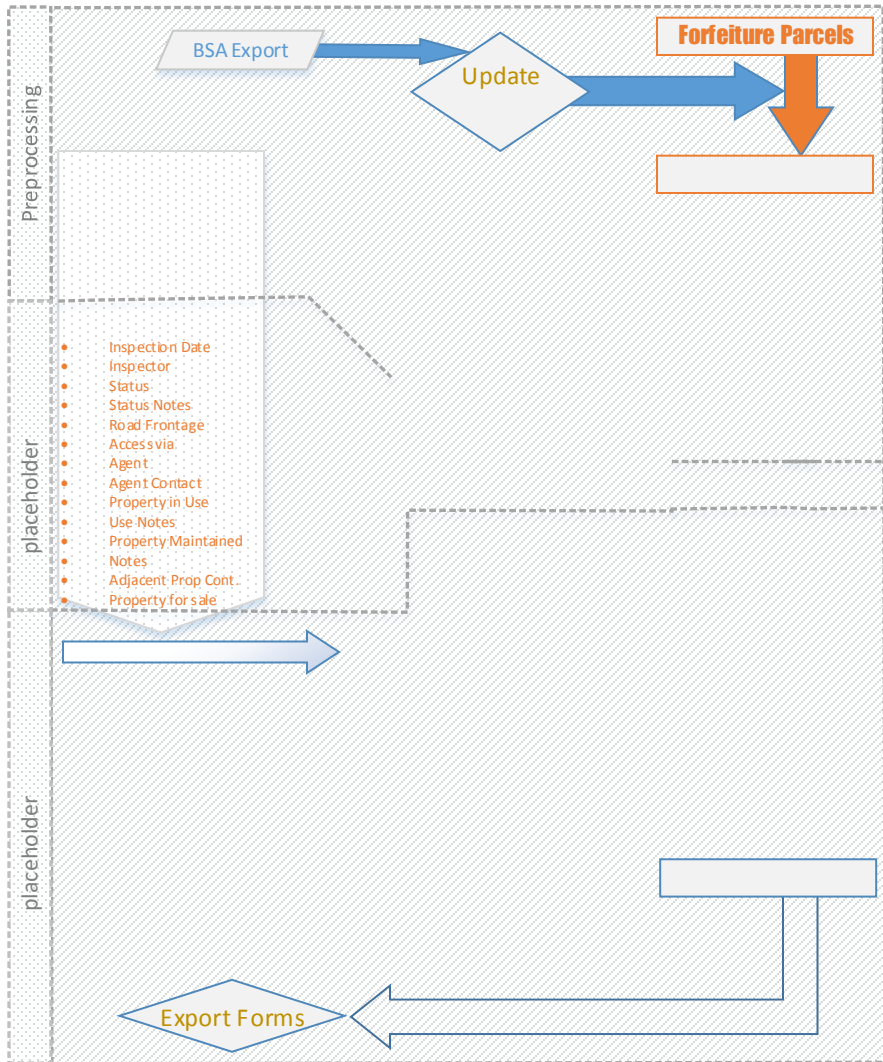 Preprocessing
BSA Export
Update
Forfeiture Parcels
placeholder
• Inspection Date
• Inspector
• Status
• Status Notes
• Road Frontage
• Access via
• Agent
• Agent Contact
• Property in Use
• Use Notes
• Property Maintained
• Notes
• Adjacent Prop Cont.
• Property for sale
placeholder
Export Forms